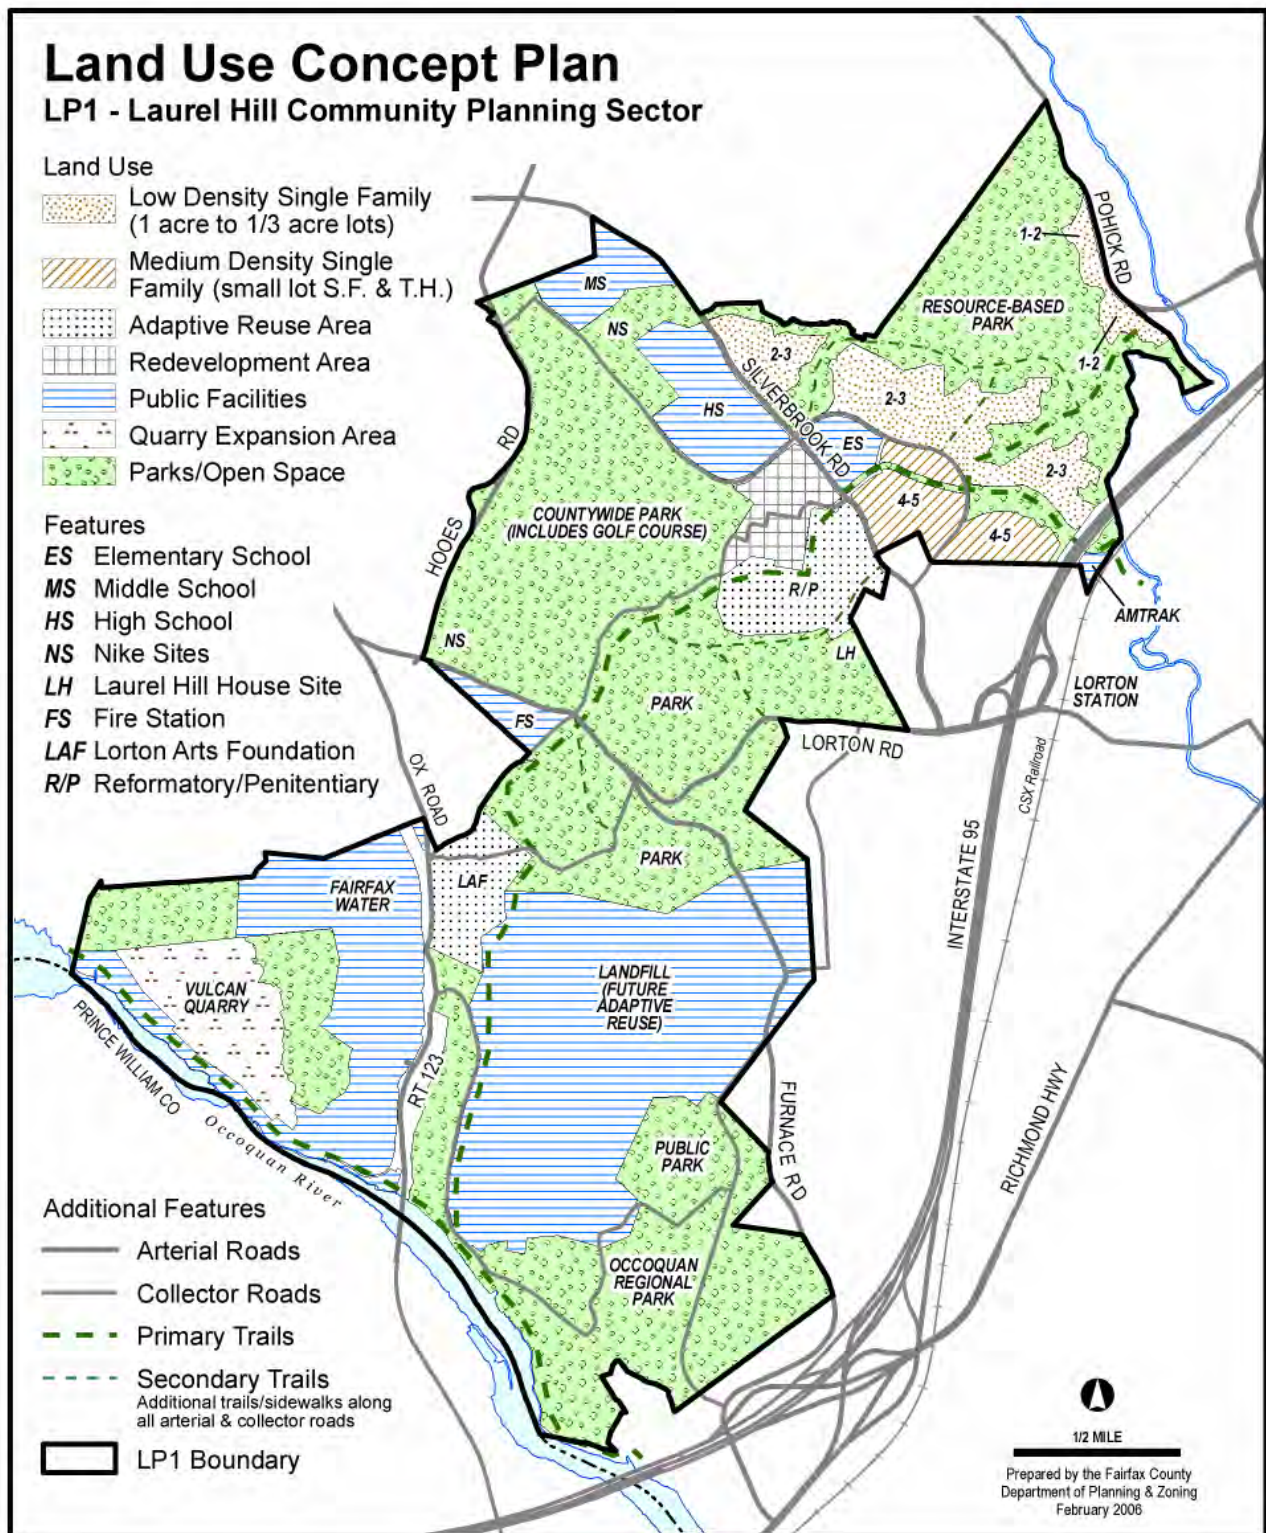 Land Use Concept Plan
LP1 - Laurel Hill Community Planning Sector
Land Use
Low Density Single Family
(1 acre to 1/3 acre lots)
Medium Density Single
Family (small lot S.F. & T.H.)
Adaptive Reuse Area
Redevelopment Area
Public Facilities
Quarry Expansion Area
Parks/Open Space
Features
ES Elementary School
MS Middle School
HS High School
NS Nike Sites
LH Laurel Hill House Site
FS Fire Station
LAF Lorton Arts Foundation
R/P Reformatory/Penitentiary
POHICK RD
1-2
RESOURCE-BASED
PARK
1-2
MS
NS
2-3
SILVERBROOK RD
2-3
HS
ES
2-3
4-5
4-5
HOOES RD
COUNTYWIDE PARK
(INCLUDES GOLF COURSE)
R/P
AMTRAK
NS
LH
LORTON
STATION
PARK
FS
LORTON RD
OX ROAD
CSX Railroad
INTERSTATE 95
PARK
LAF
FAIRFAX
WATER
VULCAN
QUARRY
LANDFILL
(FUTURE
ADAPTIVE
REUSE)
PRINCE WILLIAM CO
Occoquan River
RT 123
FURNACE RD
RICHMOND HWY
PUBLIC
PARK
OCCOQUAN
REGIONAL
PARK
Additional Features
Arterial Roads
Collector Roads
Primary Trails
Secondary Trails
Additional trails/sidewalks along
all arterial & collector roads
LP1 Boundary
1/2 MILE
Prepared by the Fairfax County
Department of Planning & Zoning
February 2006